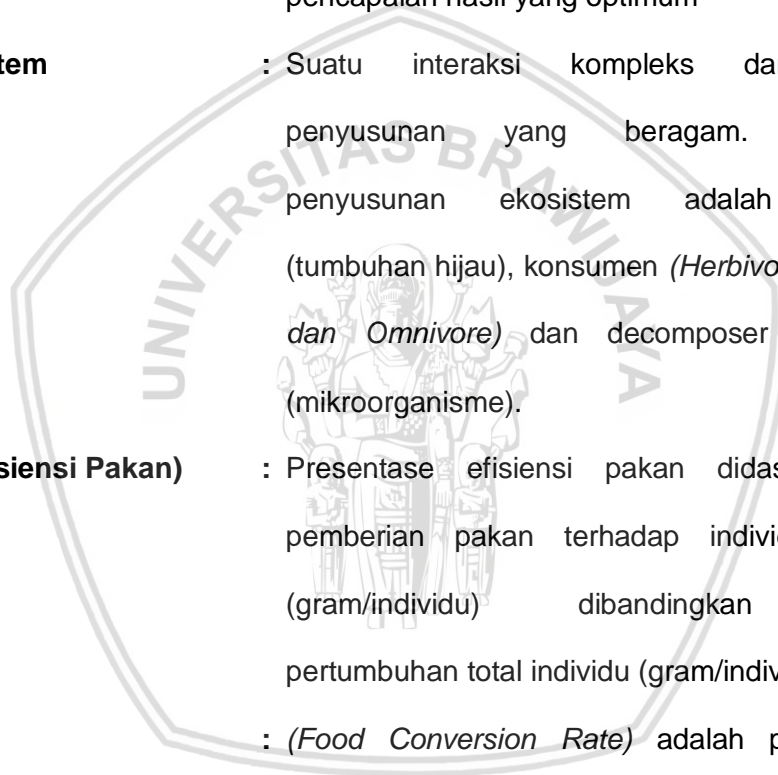 pencapaian hasil yang optimum
tem : Suatu interaksi kompleks
penyusunan yang beragam.
penyusunan ekosistem adalah
(tumbuhan hijau), konsumen (Herbivo
dan Omnivore) dan decomposer
(mikroorganisme).
siensi Pakan) : Presentase efisiensi pakan didas
pemberian pakan terhadap indivi
(gram/individu) dibandingkan
pertumbuhan total individu (gram/indiv
: (Food Conversion Rate) adalah p
UNIVERSITAS BRAWIJAYA